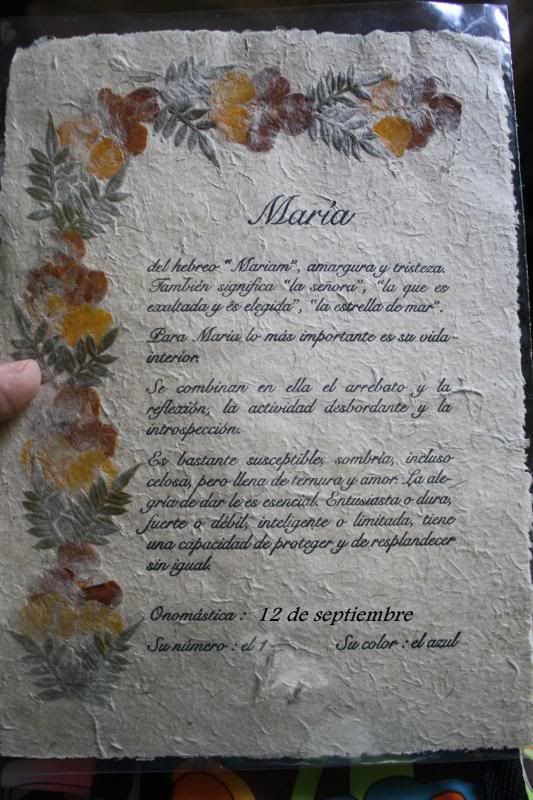 María
del hebreo "Mariam", amargura y tristeza.
También significa "la señora", "la que es
exaltada y es elegida", "la estrella de mar".
Para María lo más importante es su vida
interior.
Se combinan en ella el arrebato y la
reflexión, la actividad desbordante y la
introspección.
Es bastante susceptible, sombría, incluso
celosa, pero llena de ternura y amor. La ale-
gría de dar le es esencial. Entusiasta o dura,
fuerte o débil, inteligente o limitada, tiene
una capacidad de proteger y de resplandecer
sin igual.
Onomástica : 12 de septiembre
Su número : el 1 Su color : el azul